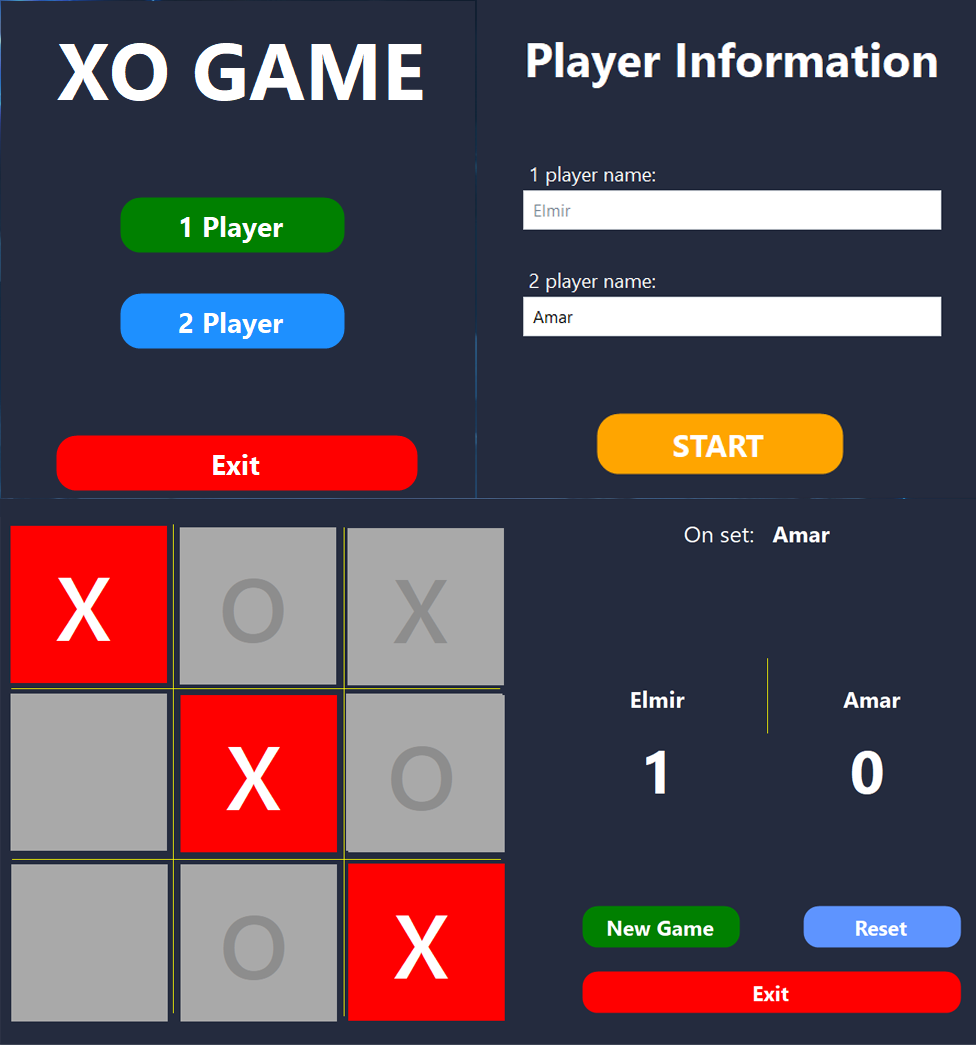 XO GAME
1 Player
2 Player
Exit
Player Information
1 player name:
Elmir
2 player name:
Amar
START
X O X
X O
O X
On set: Amar
Elmir Amar
1 0
New Game Reset
Exit